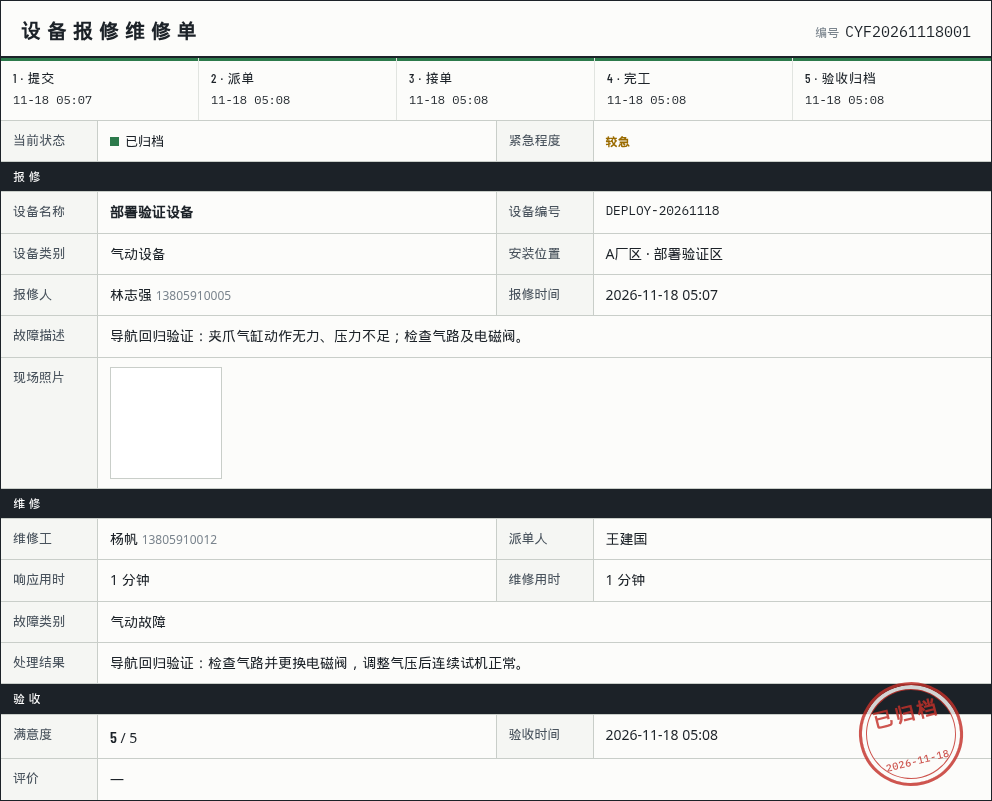 设备报修维修单
编号 CYF20261118001
1 · 提交
11-18 05:07
2 · 派单
11-18 05:08
3 · 接单
11-18 05:08
4 · 完工
11-18 05:08
5 · 验收归档
11-18 05:08
当前状态 已归档 紧急程度 较急
报修
设备名称 部署验证设备 设备编号 DEPLOY-20261118
设备类别 气动设备 安装位置 A厂区 · 部署验证区
报修人 林志强 13805910005 报修时间 2026-11-18 05:07
故障描述 导航回归验证：夹爪气缸动作无力、压力不足；检查气路及电磁阀。
现场照片
维修
维修工 杨帆 13805910012 派单人 王建国
响应用时 1 分钟 维修用时 1 分钟
故障类别 气动故障
处理结果 导航回归验证：检查气路并更换电磁阀，调整气压后连续试机正常。
验收
满意度 5 / 5 验收时间 2026-11-18 05:08
评价 —
已归档
2026-11-18